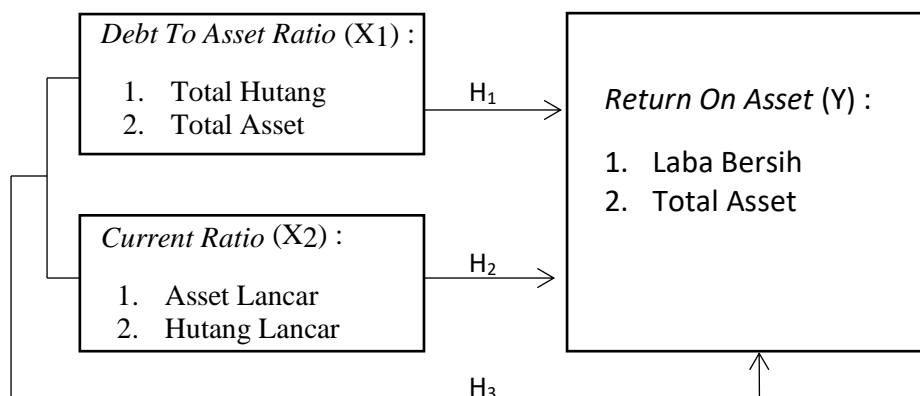 Debt To Asset Ratio (X1) :
1. Total Hutang
2. Total Asset
H1
Return On Asset (Y) :
1. Laba Bersih
2. Total Asset
Current Ratio (X2) :
1. Asset Lancar
2. Hutang Lancar
H2
H3